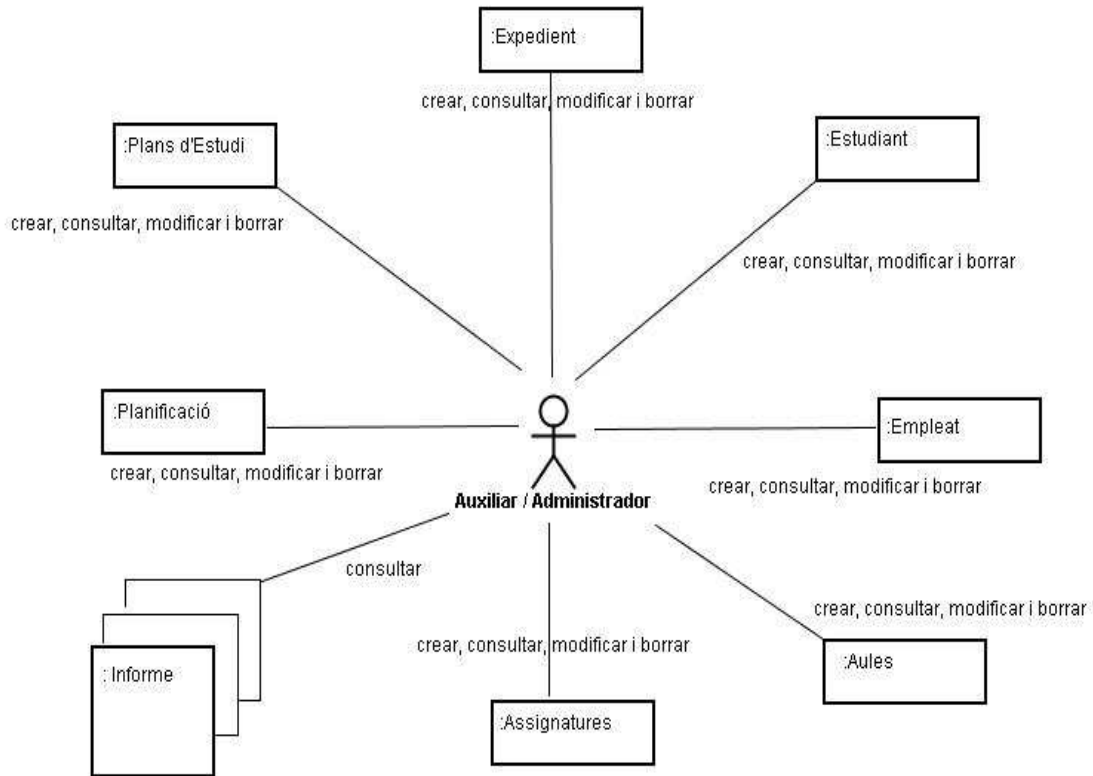 :Expedient
crear, consultar, modificar i borrar
:Plans d'Estudi
crear, consultar, modificar i borrar
:Estudiant
crear, consultar, modificar i borrar
:Planificació
crear, consultar, modificar i borrar
:Empleat
crear, consultar, modificar i borrar
Auxiliar / Administrador
consultar
: Informe
crear, consultar, modificar i borrar
:Assignatures
crear, consultar, modificar i borrar
:Aules